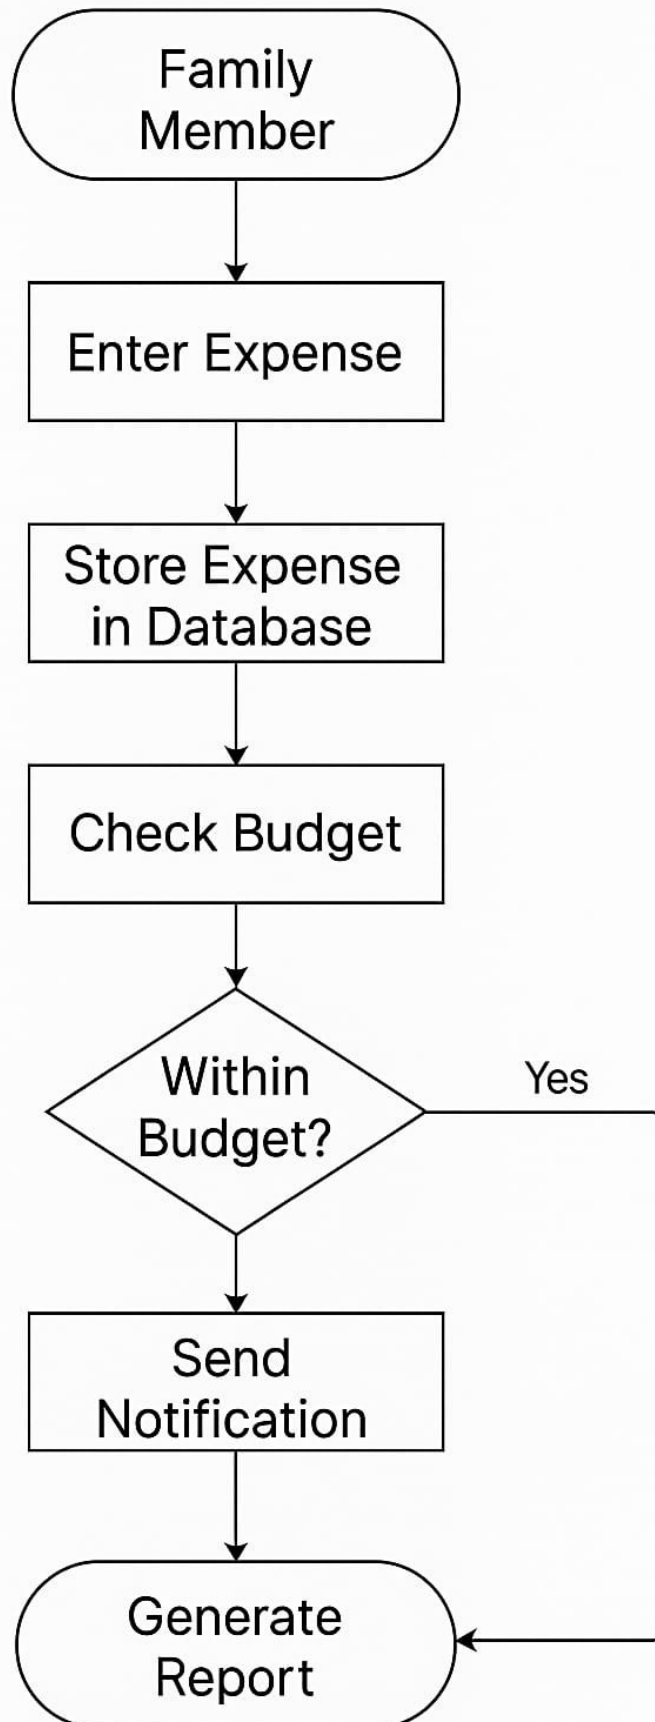 Family
Member
Enter Expense
Store Expense
in Database
Check Budget
Within
Budget?
Yes
Send
Notification
Generate
Report